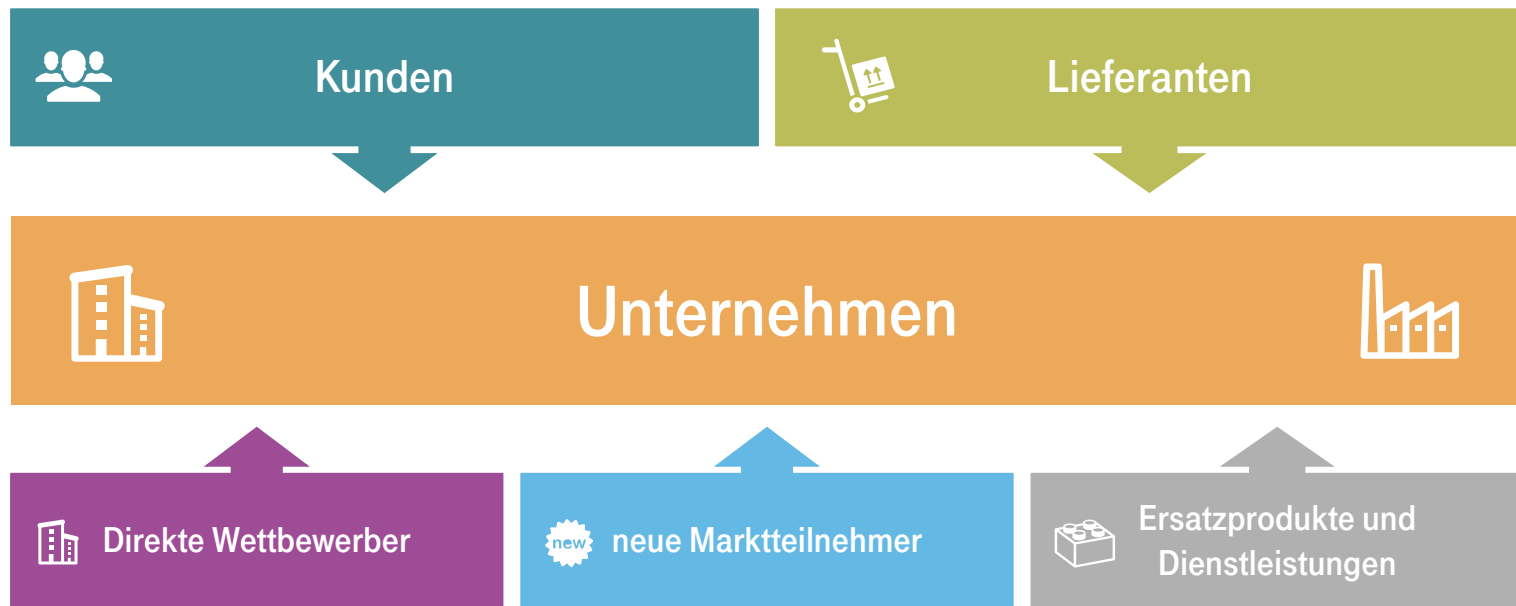 Kunden
Lieferanten
Unternehmen
Direkte Wettbewerber
new
neue Marktteilnehmer
Ersatzprodukte und
Dienstleistungen